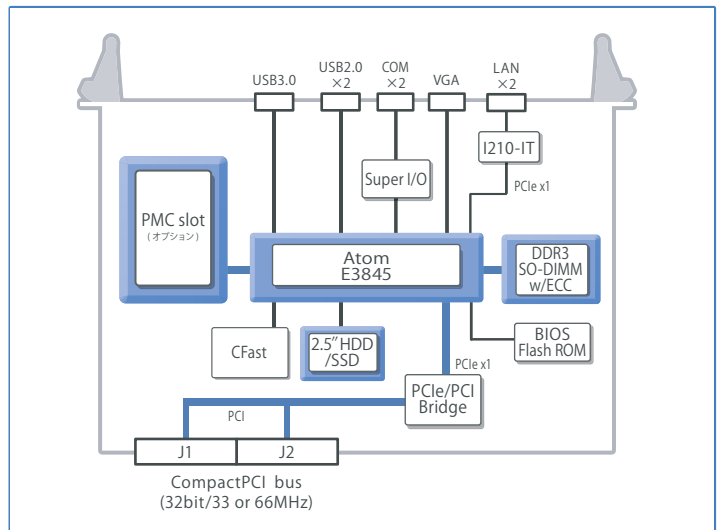 USB3.0
USB2.0
×2
COM
×2
VGA
LAN
×2
I210-IT
PCIe x1
Super I/O
PMC slot
(オプション)
Atom
E3845
DDR3
SO-DIMM
w/ECC
CFast
2.5″HDD
/SSD
BIOS
Flash ROM
PCIe x1
PCIe/PCI
Bridge
PCI
J1
J2
CompactPCI bus
(32bit/33 or 66MHz)